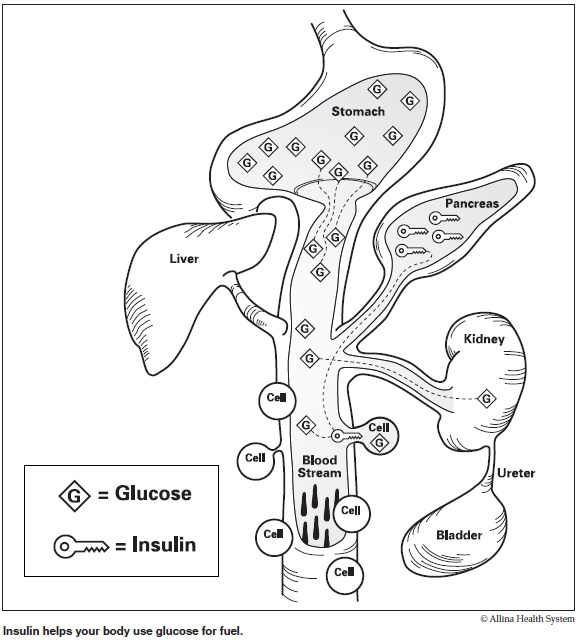 Stomach
G
G
G
G
G
G
G
G
G
G
G
Pancreas
G
G
Liver
G
G
Kidney
G
G
Cell
G
Cell
G
Cell
Blood
Stream
Ureter
G = Glucose
Cell
Cell
Bladder
= Insulin
Cell
© Allina Health System
Insulin helps your body use glucose for fuel.